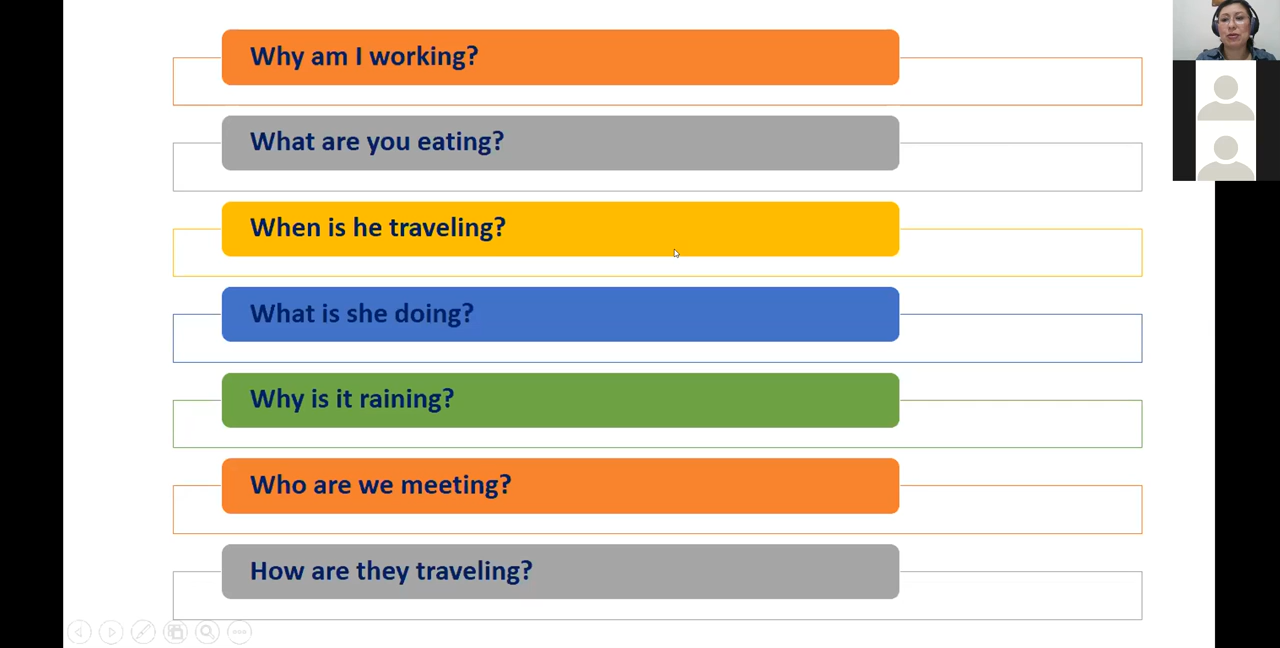 Why am I working?
What are you eating?
When is he traveling?
What is she doing?
Why is it raining?
Who are we meeting?
How are they traveling?